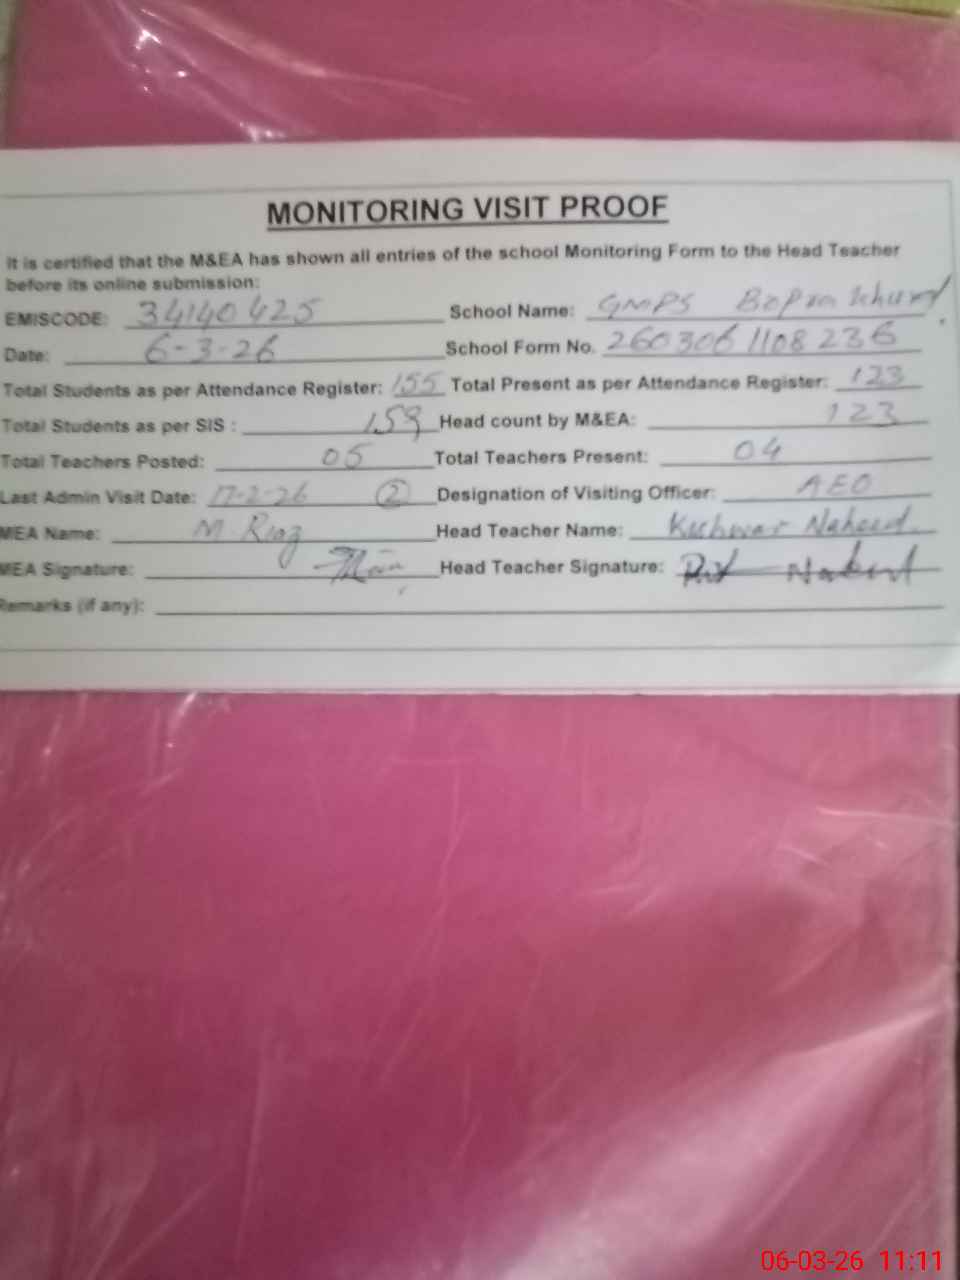 MONITORING VISIT PROOF
It is certified that the M&EA has shown all entries of the school Monitoring Form to the Head Teacher
before its online submission:
EMISCODE: 34140425 School Name: GMPS Khurd
Date: 6-3-26 School Form No. 2603061108236
Total Students as per Attendance Register: 155 Total Present as per Attendance Register: 123
Total Students as per SIS : 159 Head count by M&EA: 123
Total Teachers Posted: 05 Total Teachers Present: 04
Last Admin Visit Date: 17-2-26 2 Designation of Visiting Officer: AEO
MEA Name: M Riaz Head Teacher Name: Kishwar Naheed
MEA Signature: Head Teacher Signature:
Remarks (if any):
06-03-26 11:11